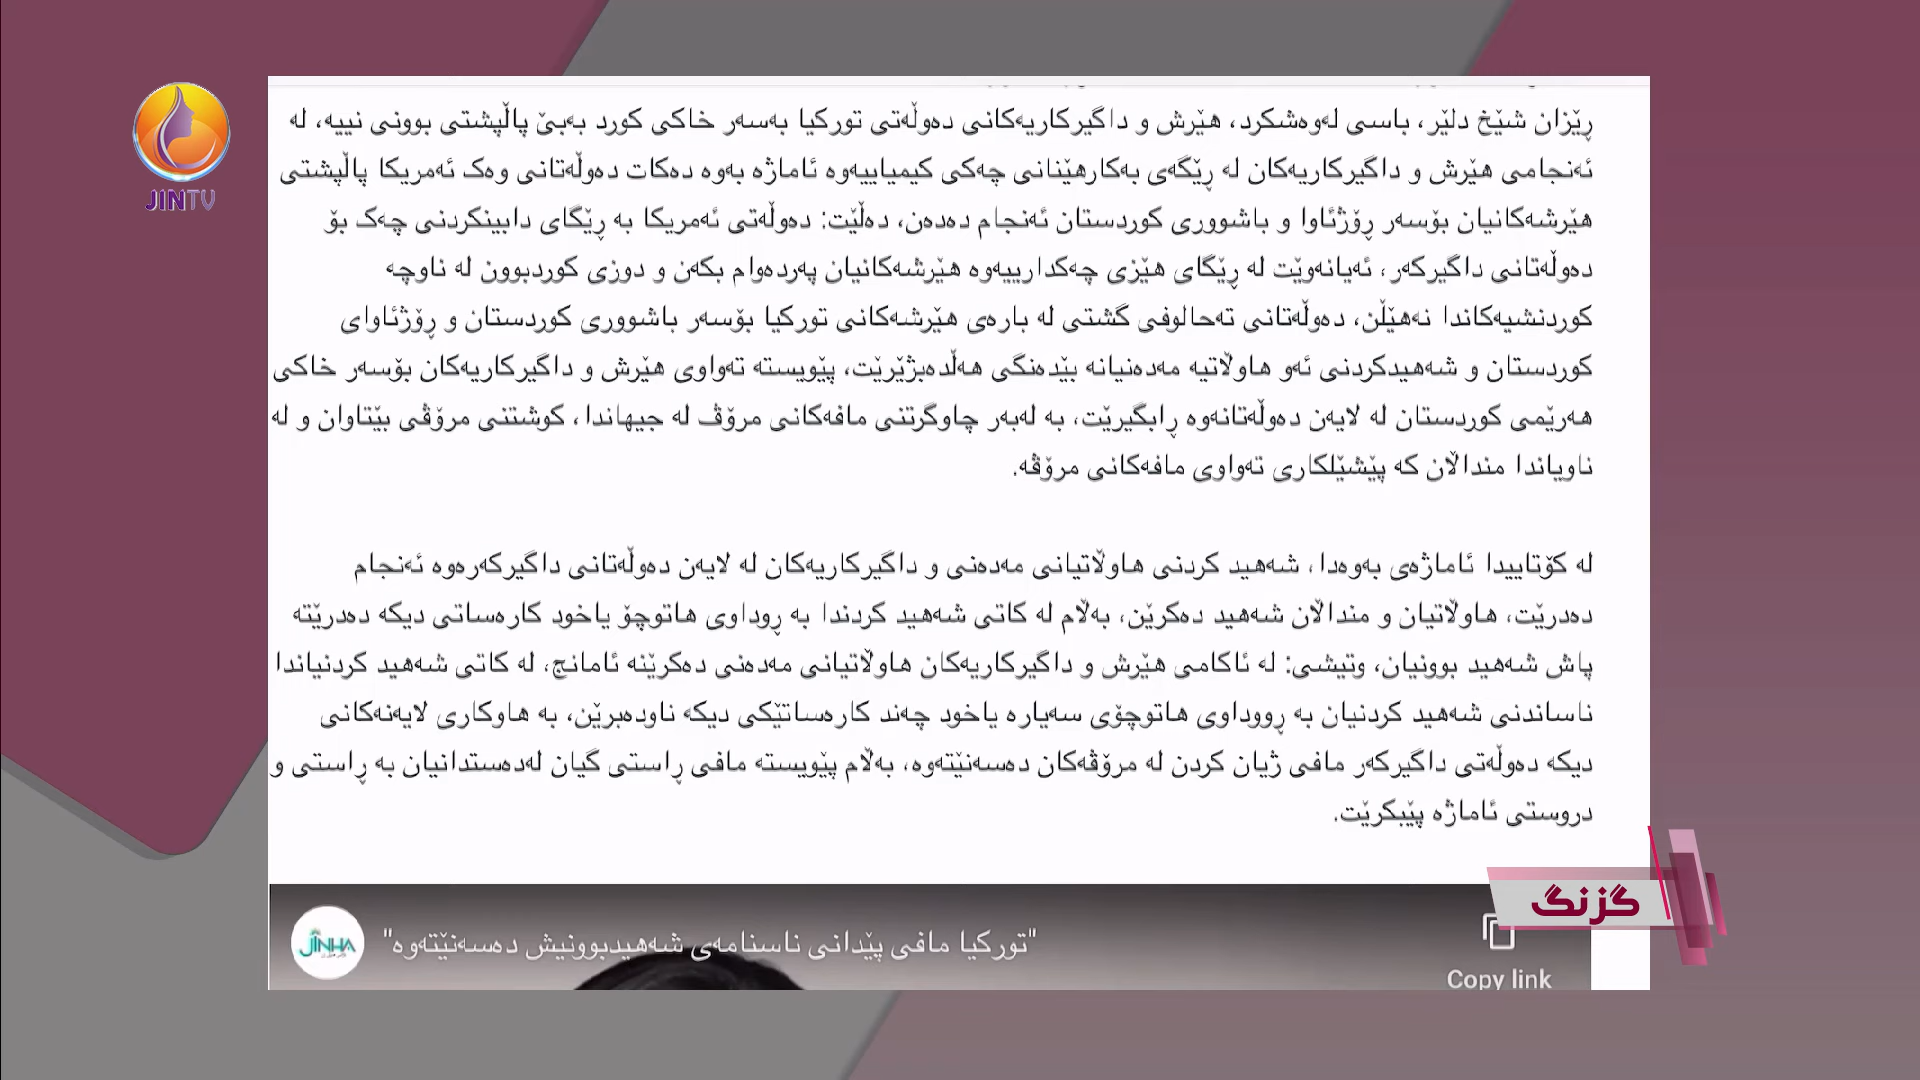 JINTV
ڕێزان شێخ دلێر، باسی لەوەشکرد، هێرش و داگیرکاریەکانی دەوڵەتی تورکیا بەسەر خاکی کورد بەبێ پاڵپشتی بوونی نییە، لە
ئەنجامی هێرش و داگیرکاریەکان لە ڕێگەی بەکارهێنانی چەکی کیمیاییەوە ئاماژە بەوە دەکات دەوڵەتانی وەک ئەمریکا پاڵپشتی
هێرشەکانیان بۆسەر ڕۆژئاوا و باشووری کوردستان ئەنجام دەدەن، دەڵێت: دەوڵەتی ئەمریکا بە ڕێگای دابینکردنی چەک بۆ
دەوڵەتانی داگیرکەر، ئەیانەوێت لە ڕێگای هێزی چەکدارییەوە هێرشەکانیان پەردەوام بکەن و دوزی کوردبوون لە ناوچە
کوردنشیەکاندا نەهێڵن، دەوڵەتانی تەحالوفی گشتی لە بارەی هێرشەکانی تورکیا بۆسەر باشووری کوردستان و ڕۆژئاوای
کوردستان و شەهیدکردنی ئەو هاوڵاتیە مەدەنیانە بێدەنگی هەڵدەبژێرێت، پێویستە تەواوی هێرش و داگیرکاریەکان بۆسەر خاکی
هەرێمی کوردستان لە لایەن دەوڵەتانەوە ڕابگیرێت، بە لەبەر چاوگرتنی مافەکانی مرۆڤ لە جیهاندا، کوشتنی مرۆڤی بێتاوان و لە
ناویاندا منداڵان کە پێشێلکاری تەواوی مافەکانی مرۆڤە.
لە کۆتاییدا ئاماژەی بەوەدا، شەهید کردنی هاوڵاتیانی مەدەنی و داگیرکاریەکان لە لایەن دەوڵەتانی داگیرکەرەوە ئەنجام
دەدرێت، هاوڵاتیان و منداڵان شەهید دەکرێن، بەڵام لە کاتی شەهید کردندا بە ڕوداوی هاتوچۆ یاخود کارەساتی دیکە دەدرێتە
پاش شەهید بوونیان، وتیشی: لە ئاکامی هێرش و داگیرکاریەکان هاوڵاتیانی مەدەنی دەکرێنە ئامانج، لە کاتی شەهید کردنیاندا
ناساندنی شەهید کردنیان بە ڕووداوی هاتوچۆی سەیارە یاخود چەند کارەساتێکی دیکە ناودەبرێن، بە هاوکاری لایەنەکانی
دیکە دەوڵەتی داگیرکەر مافی ژیان کردن لە مرۆڤەکان دەسەنێتەوە، بەڵام پێویستە مافی ڕاستی گیان لەدەستدانیان بە ڕاستی و
دروستی ئاماژە پێبکرێت.
گزنگ
JINHA
"تورکیا مافی پێدانی ناسنامەی شەهیدبوونیش دەسەنێتەوە"
Copy link